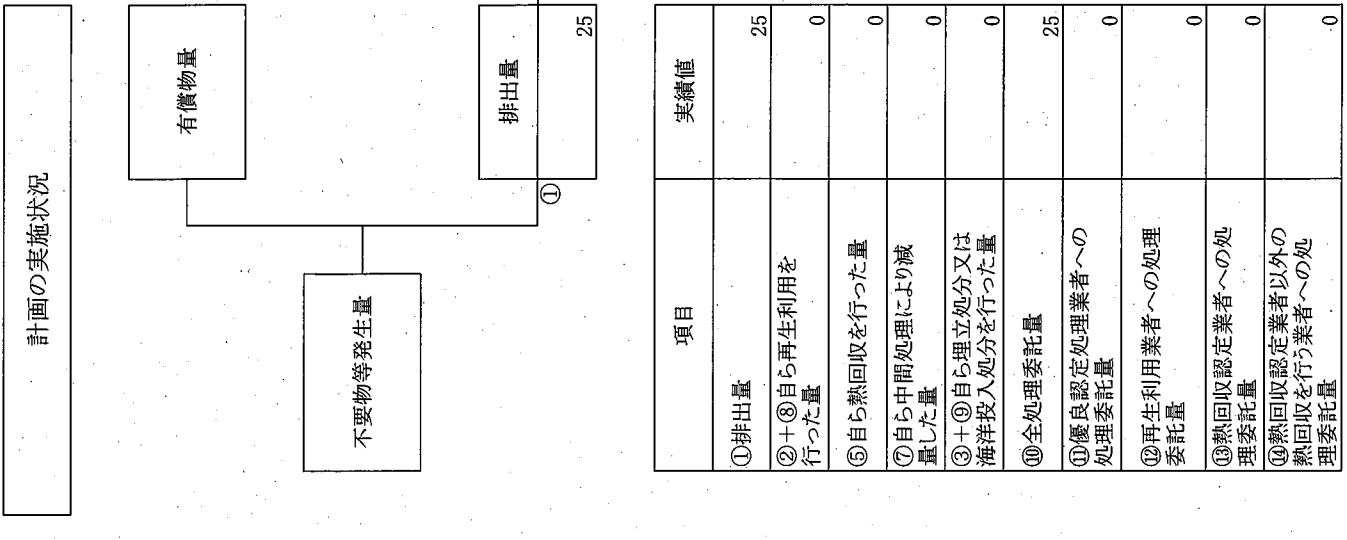 計画の実施状況
有償物量
不要物等発生量
排出量
①
25
項目
実績値
①排出量
25
②+⑧自ら再生利用を
行った量
0
⑤自ら熱回収を行った量
0
⑦自ら中間処理により減
量した量
0
③+⑨自ら埋立処分又は
海洋投入処分を行った量
0
⑩全処理委託量
25
⑪優良認定処理業者への
処理委託量
0
⑫再生利用業者への処理
委託量
0
⑬熱回収認定業者への処
理委託量
0
⑭熱回収認定業者以外の
熱回収を行う業者への処
理委託量
0